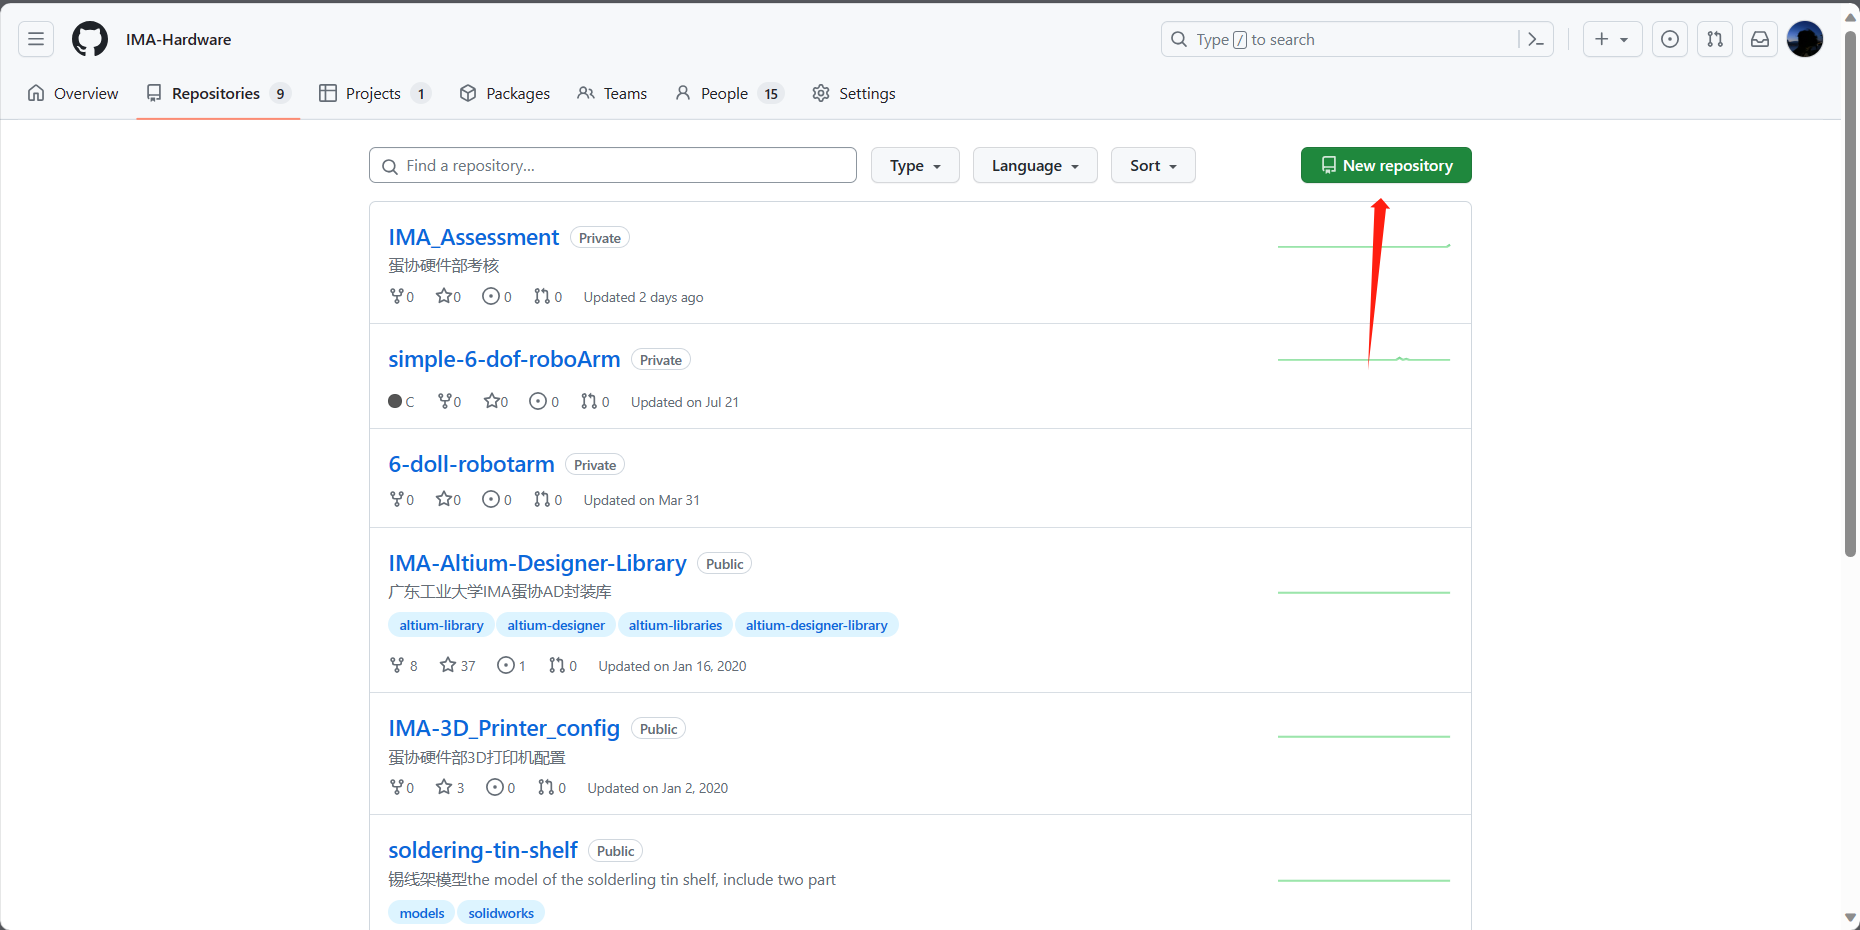 IMA-Hardware
Type / to search
Overview
Repositories 9
Projects 1
Packages
Teams
People 15
Settings
Find a repository...
Type
Language
Sort
New repository
IMA_Assessment Private
蛋协硬件部考核
0 0 0 0 Updated 2 days ago
simple-6-dof-roboArm Private
C 0 0 0 0 Updated on Jul 21
6-doll-robotarm Private
0 0 0 0 Updated on Mar 31
IMA-Altium-Designer-Library Public
广东工业大学IMA蛋协AD封装库
altium-library altium-designer altium-libraries altium-designer-library
8 37 1 0 Updated on Jan 16, 2020
IMA-3D_Printer_config Public
蛋协硬件部3D打印机配置
0 3 0 0 Updated on Jan 2, 2020
soldering-tin-shelf Public
锡线架模型the model of the solderling tin shelf, include two part
models solidworks